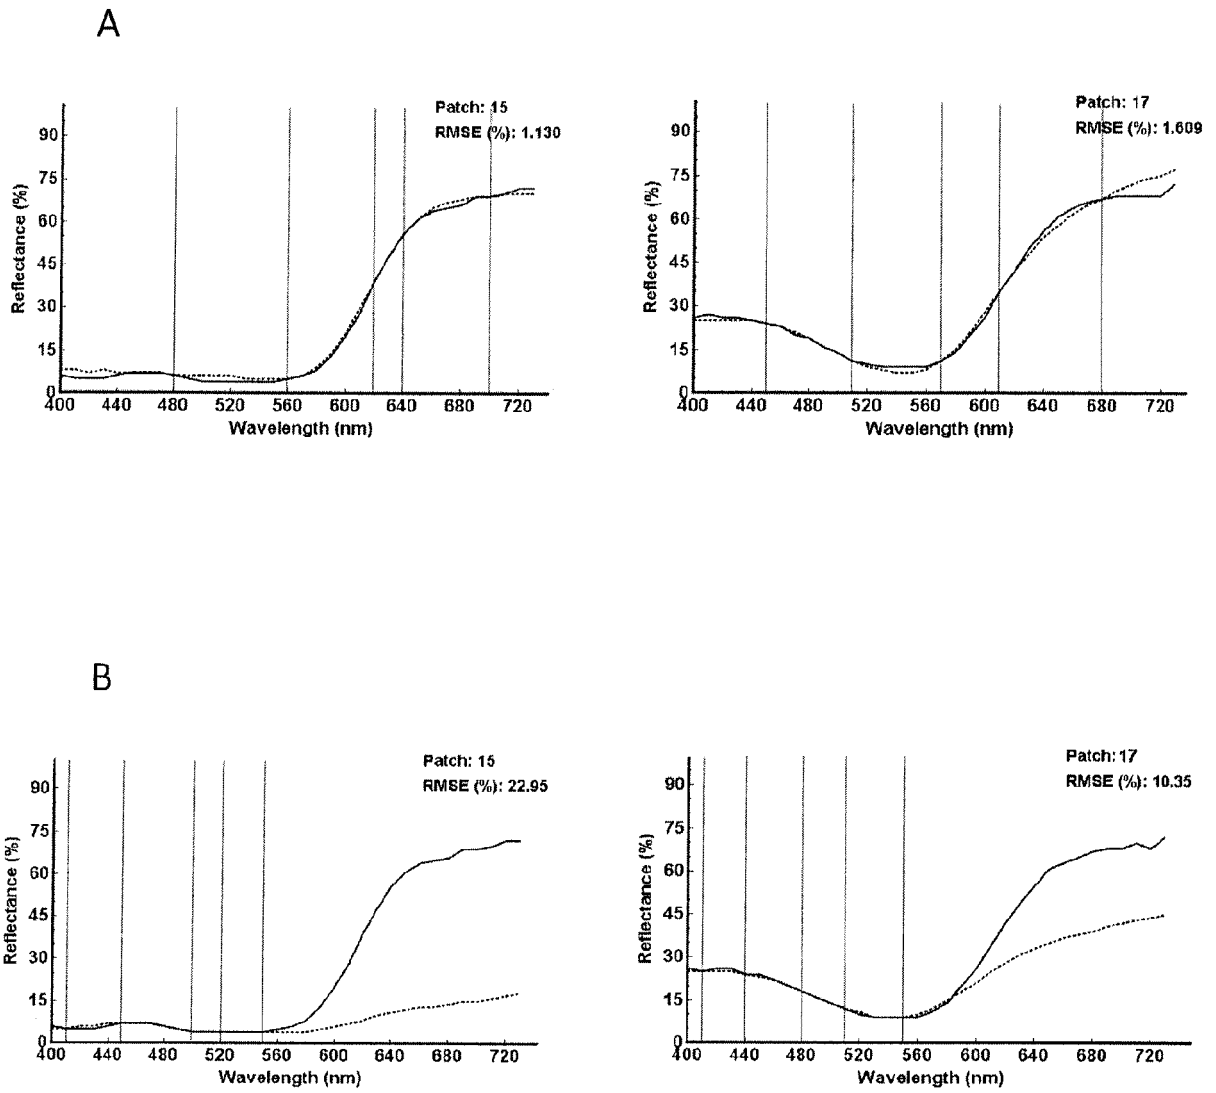 A
Patch: 15
RMSE (%): 1.130
90
75
60
45
30
15
0
Reflectance (%)
400 440 480 520 560 600 640 680 720
Wavelength (nm)
Patch: 17
RMSE (%): 1.609
90
75
60
45
30
15
0
Reflectance (%)
400 440 480 520 560 600 640 680 720
Wavelength (nm)
B
Patch: 15
RMSE (%): 22.95
90
75
60
45
30
15
0
Reflectance (%)
400 440 480 520 560 600 640 680 720
Wavelength (nm)
Patch: 17
RMSE (%): 10.35
90
75
60
45
30
15
0
Reflectance (%)
400 440 480 520 560 600 640 680 720
Wavelength (nm)